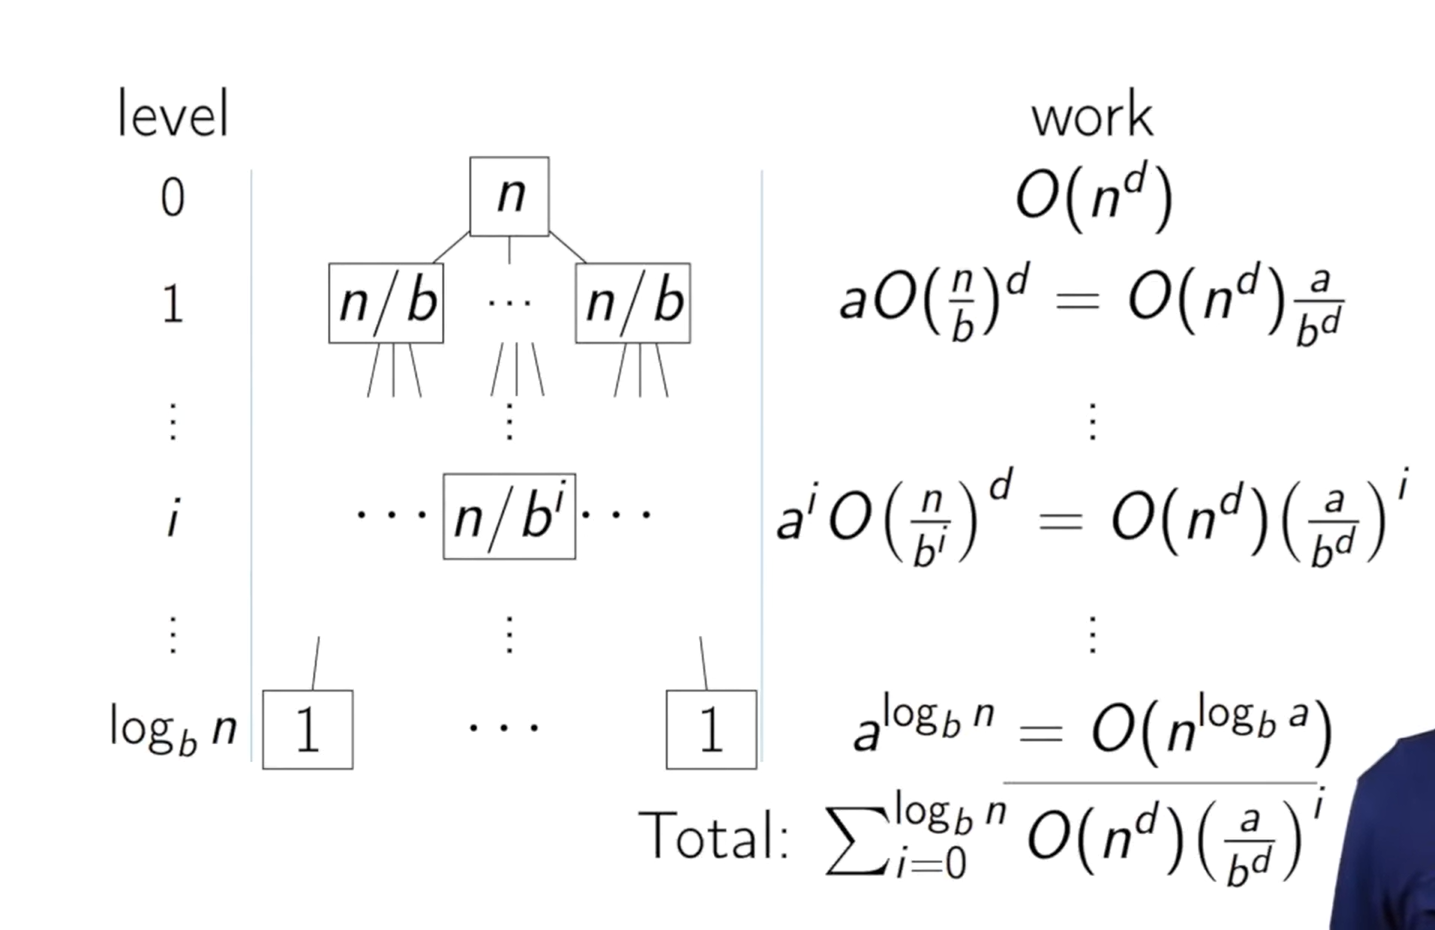 level work
0 n O(n^d)
1 n/b ⋯ n/b aO(n/b)^d = O(n^d) a/b^d
⋮ ⋮ ⋮
i ⋯ n/b^i ⋯ a^i O(n/b^i)^d = O(n^d)(a/b^d)^i
⋮ ⋮ ⋮
log_b n 1 ⋯ 1 a^{log_b n} = O(n^{log_b a})
Total: ∑_{i=0}^{log_b n} O(n^d)(a/b^d)^i